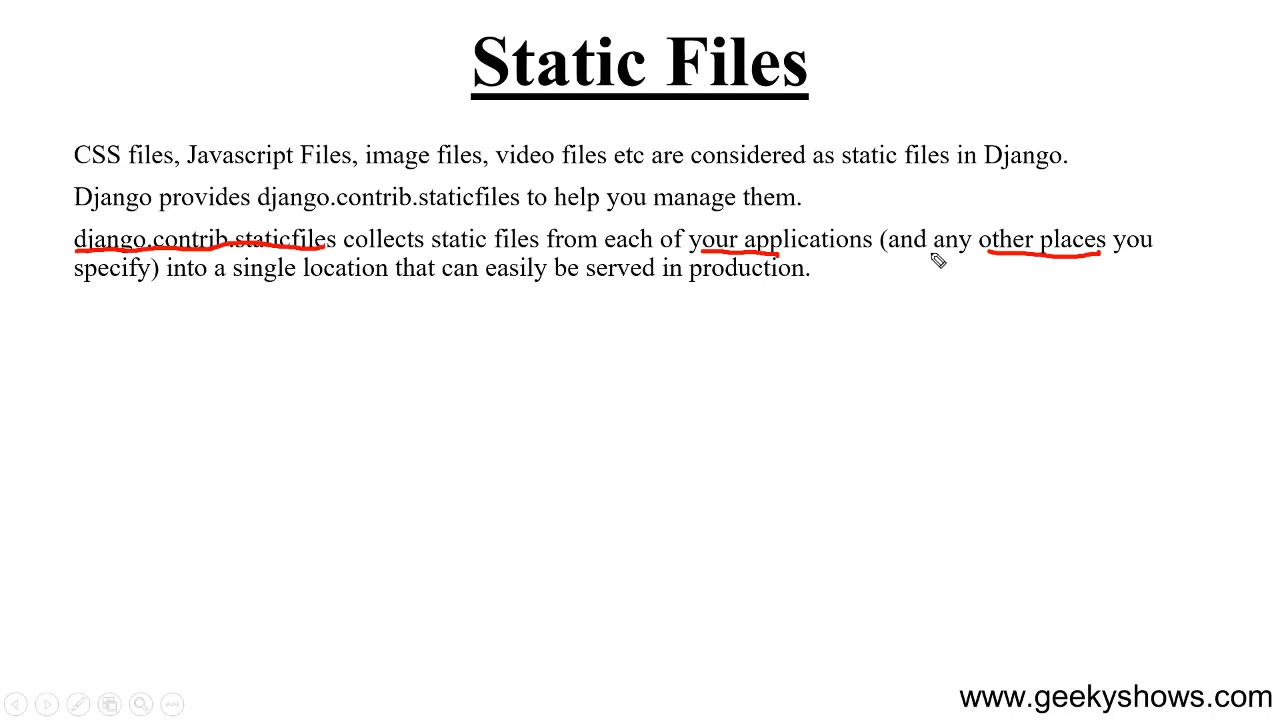 Static Files
CSS files, Javascript Files, image files, video files etc are considered as static files in Django.
Django provides django.contrib.staticfiles to help you manage them.
django.contrib.staticfiles collects static files from each of your applications (and any other places you
specify) into a single location that can easily be served in production.
www.geekyshows.com